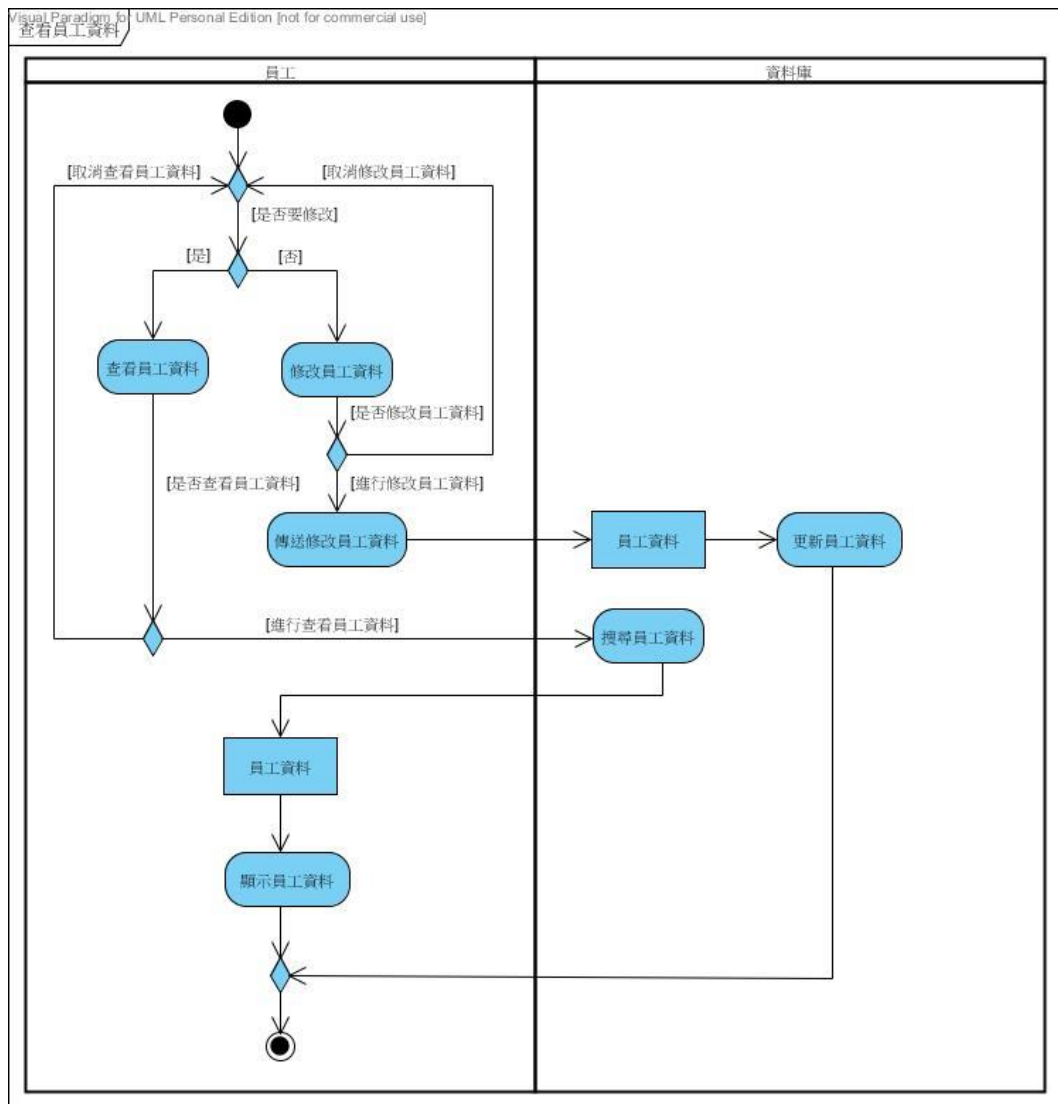 Visual Paradigm for UML Personal Edition [not for commercial use]
查看員工資料
員工
資料庫
[取消查看員工資料]
[取消修改員工資料]
[是否要修改]
[是]
[否]
查看員工資料
修改員工資料
[是否修改員工資料]
[是否查看員工資料]
[進行修改員工資料]
傳送修改員工資料
員工資料
更新員工資料
[進行查看員工資料]
搜尋員工資料
員工資料
顯示員工資料